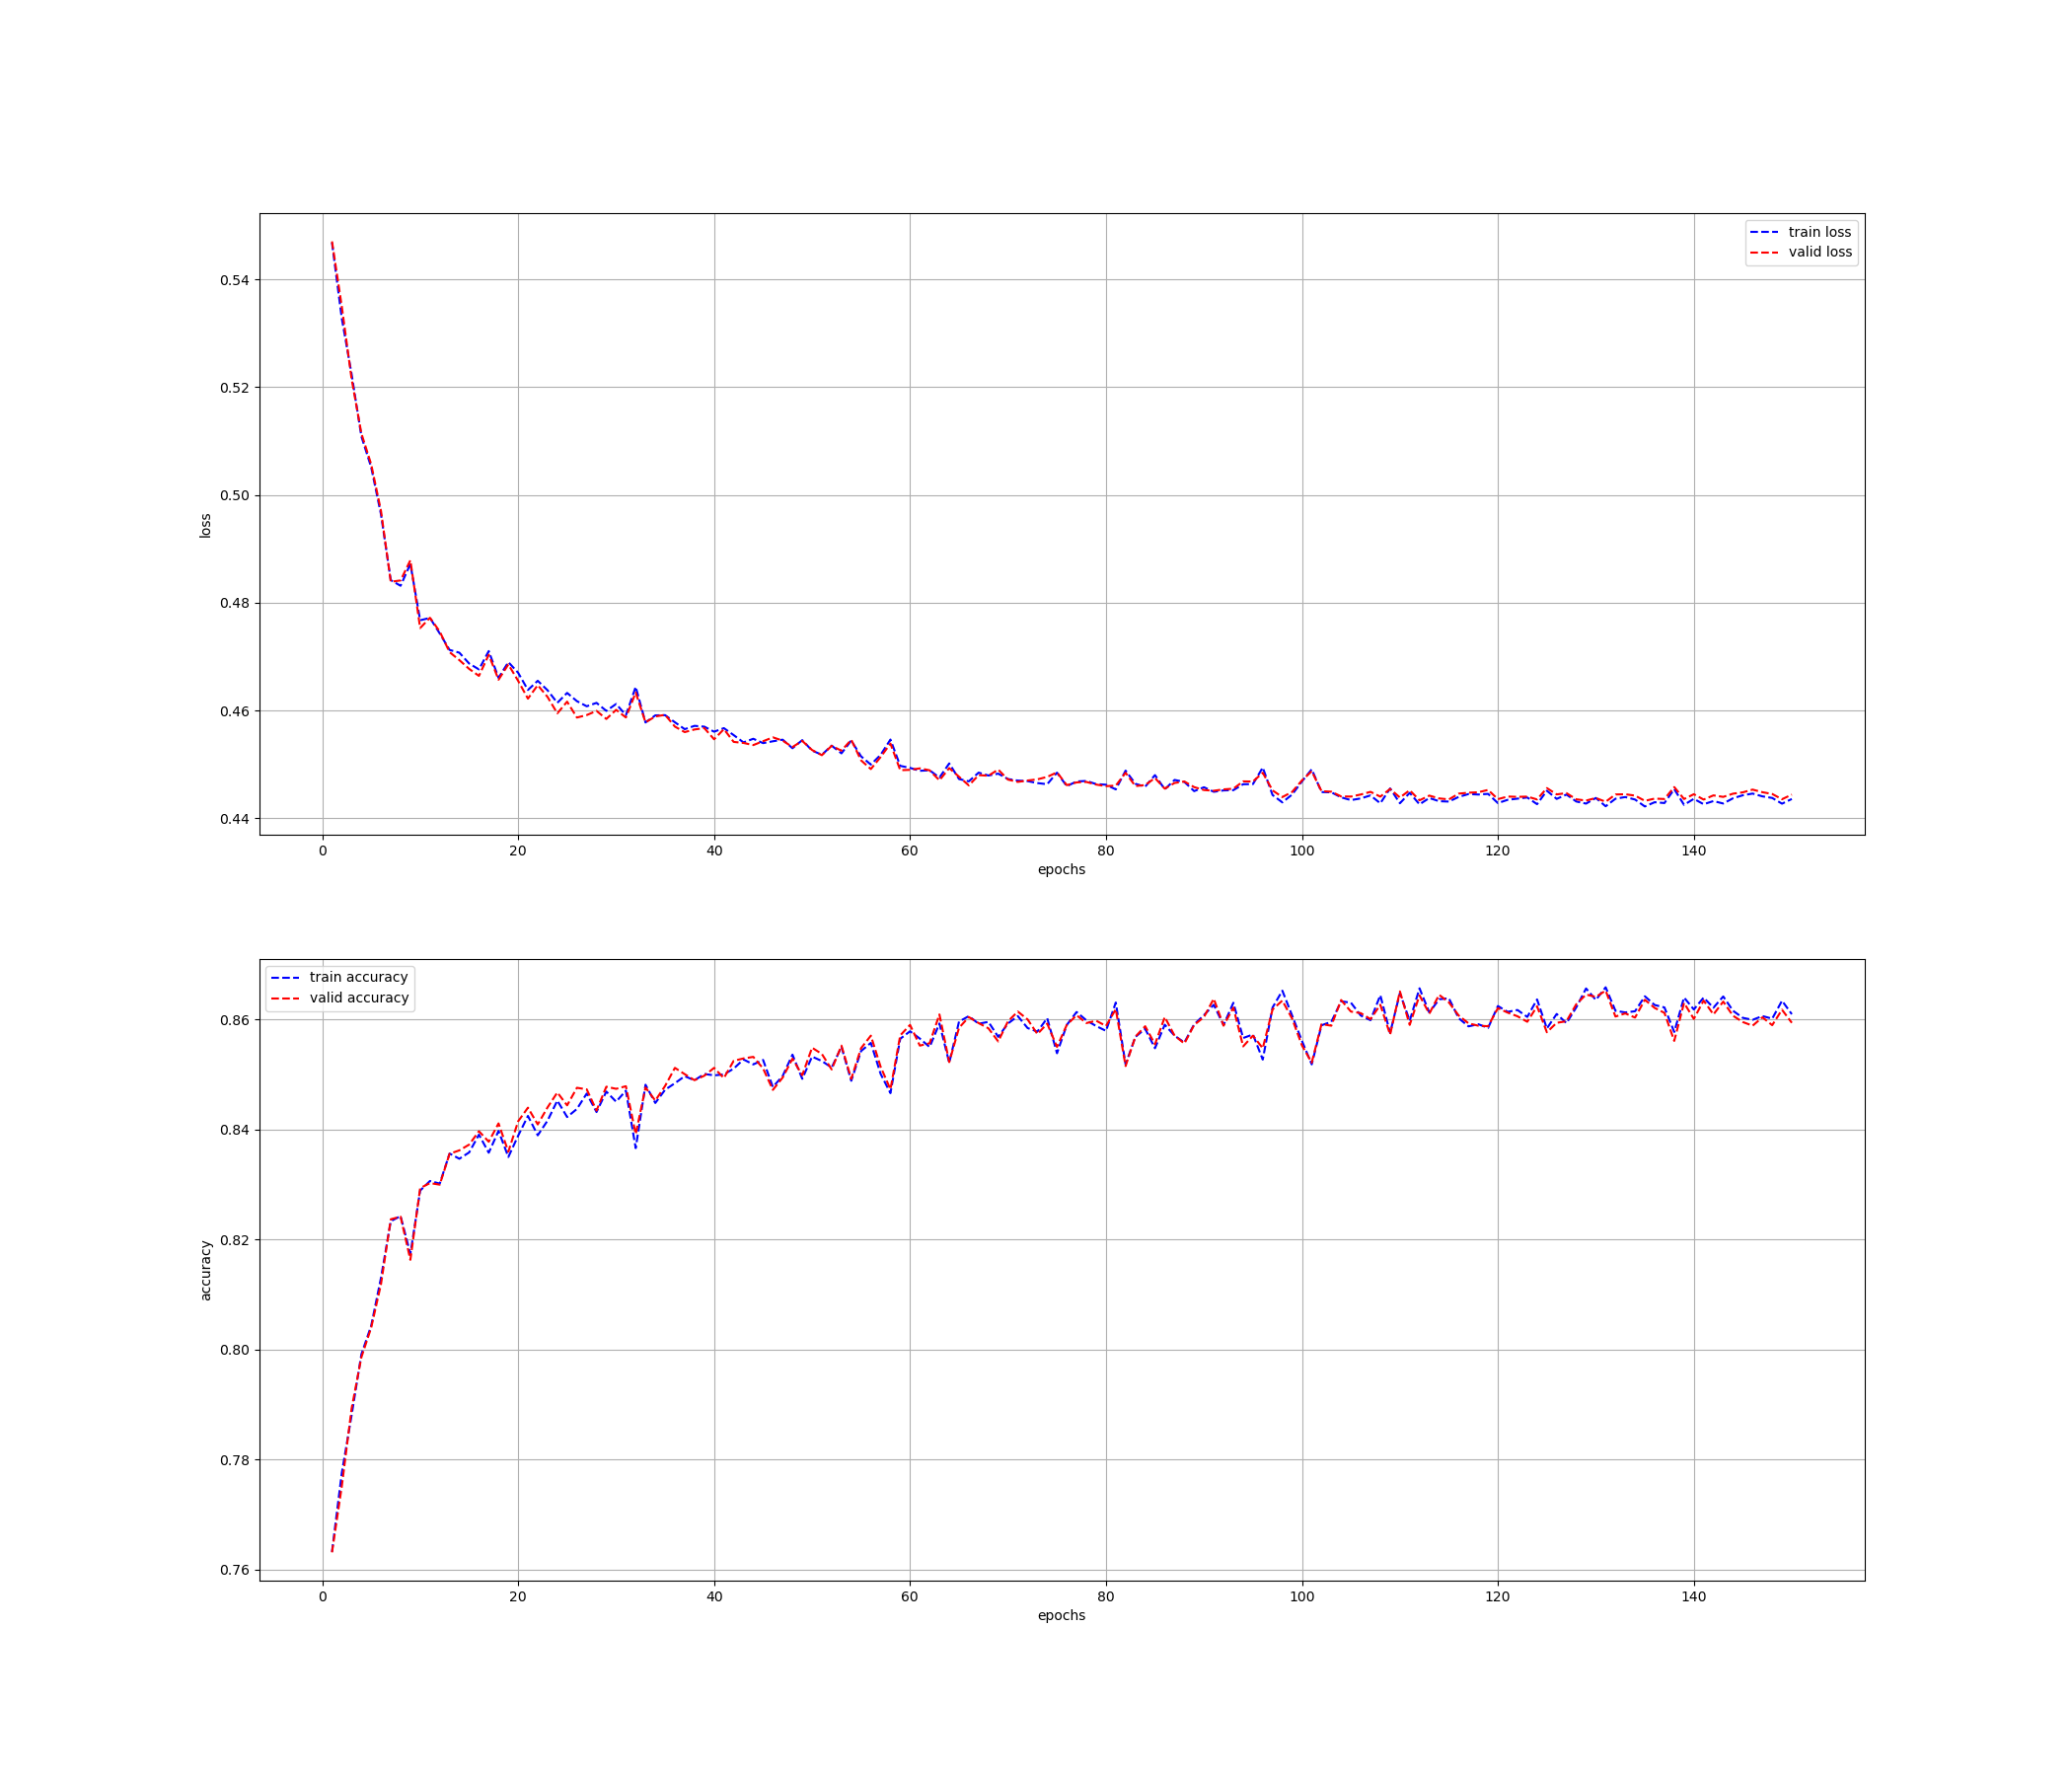 train loss
valid loss
0.54
0.52
0.50
0.48
0.46
0.44
loss
0 20 40 60 80 100 120 140
epochs
train accuracy
valid accuracy
0.86
0.84
0.82
0.80
0.78
0.76
accuracy
0 20 40 60 80 100 120 140
epochs